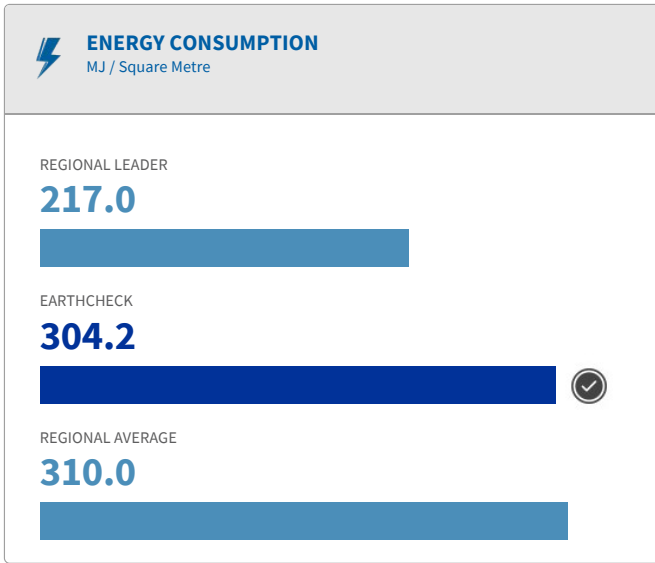 ENERGY CONSUMPTION
MJ / Square Metre
REGIONAL LEADER
217.0
EARTHCHECK
304.2
REGIONAL AVERAGE
310.0